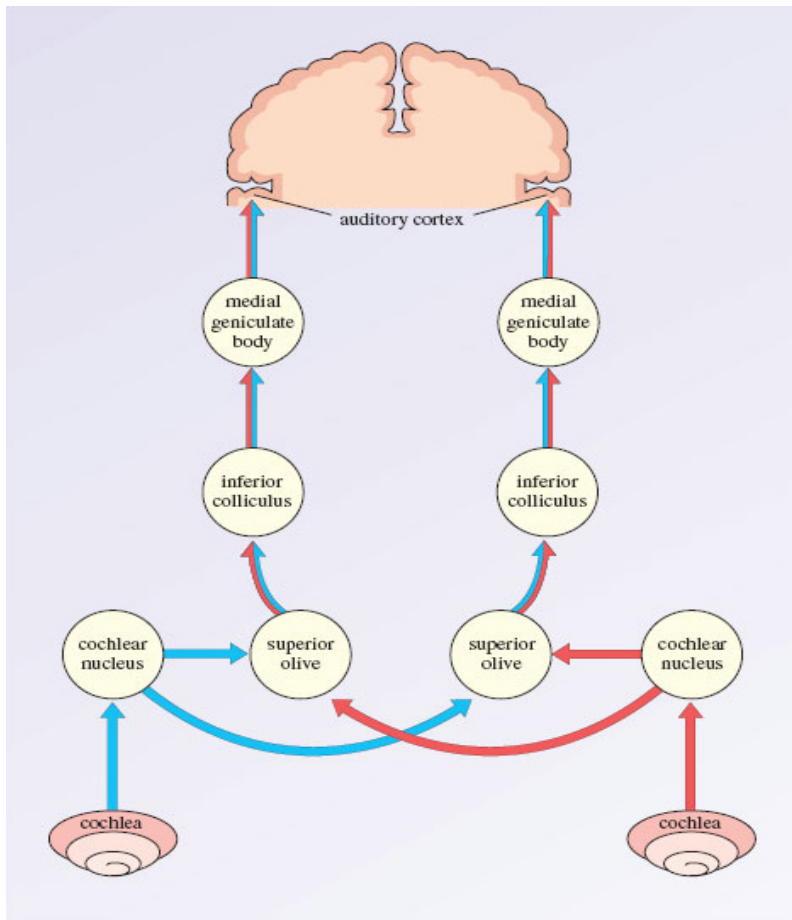 auditory cortex
medial
geniculate
body
medial
geniculate
body
inferior
colliculus
inferior
colliculus
cochlear
nucleus
superior
olive
superior
olive
cochlear
nucleus
cochlea
cochlea